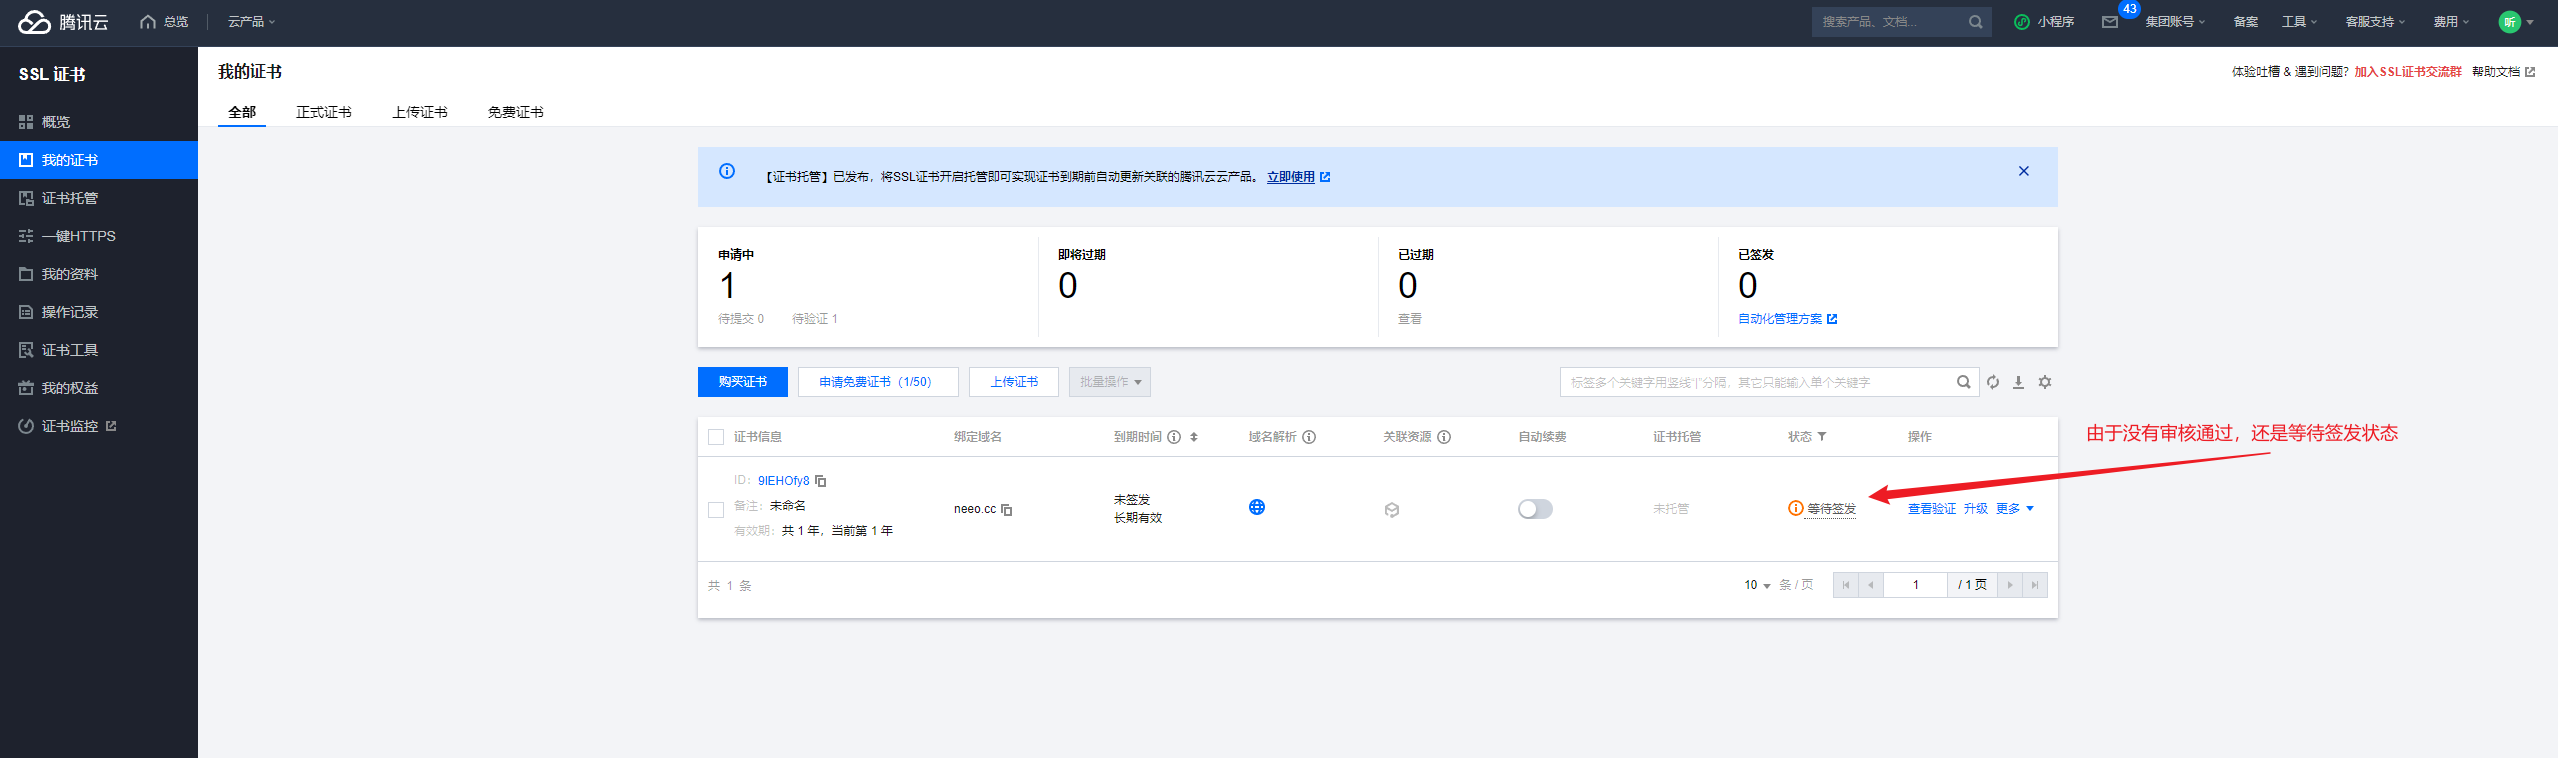 腾讯云 总览 云产品 搜索产品、文档... 小程序 43 集团账号 备案 工具 客服支持 费用 听
SSL 证书
概览
我的证书
证书托管
一键HTTPS
我的资料
操作记录
证书工具
我的权益
证书监控
我的证书 体验吐槽 & 遇到问题？加入SSL证书交流群 帮助文档
全部 正式证书 上传证书 免费证书
【证书托管】已发布，将SSL证书开启托管即可实现证书到期前自动更新关联的腾讯云云产品。 立即使用
申请中 即将过期 已过期 已签发
1 0 0 0
待提交 0 待验证 1 查看 自动化管理方案
购买证书 申请免费证书（1/50） 上传证书 批量操作 标签多个关键字用竖线“|”分隔，其它只能输入单个关键字
证书信息 绑定域名 到期时间 域名解析 关联资源 自动续费 证书托管 状态 操作
由于没有审核通过，还是等待签发状态
ID: 9IEHOfy8
备注: 未命名
有效期: 共 1 年，当前第 1 年
neeo.cc
未签发
长期有效
未托管
等待签发
查看验证 升级 更多
共 1 条 10 条 / 页 1 / 1 页